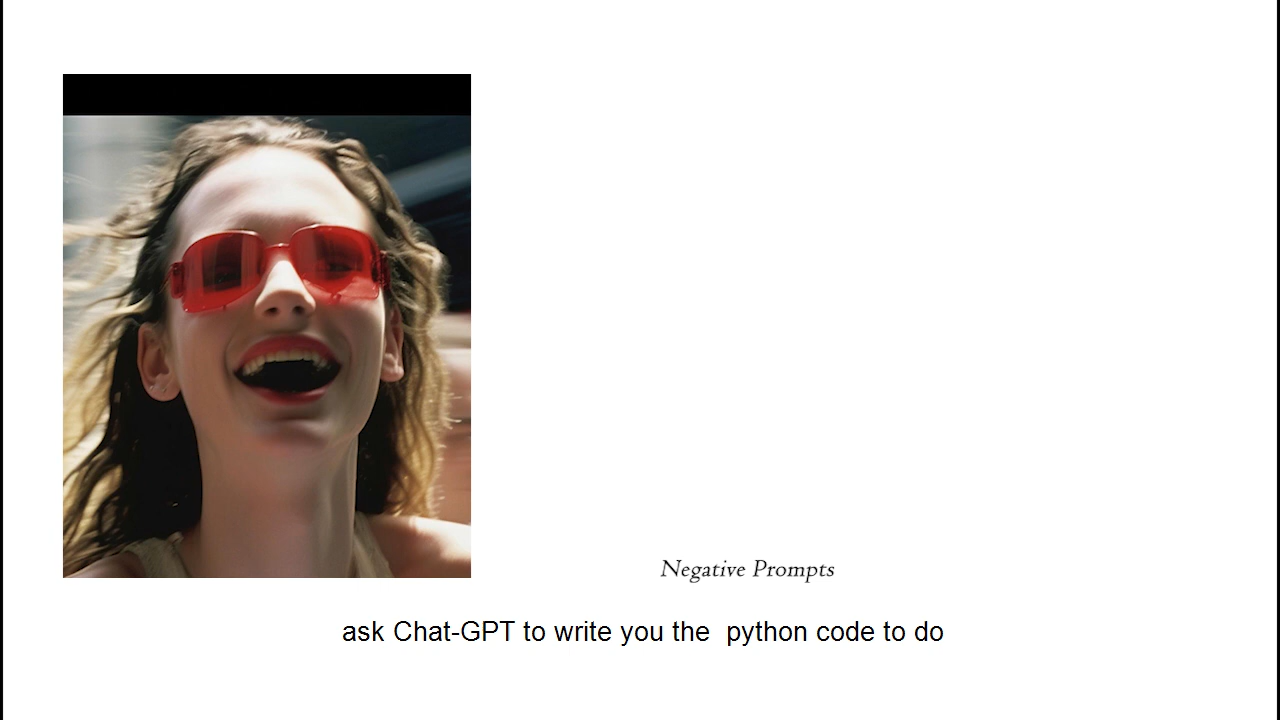 Negative Prompts
ask Chat-GPT to write you the  python code to do